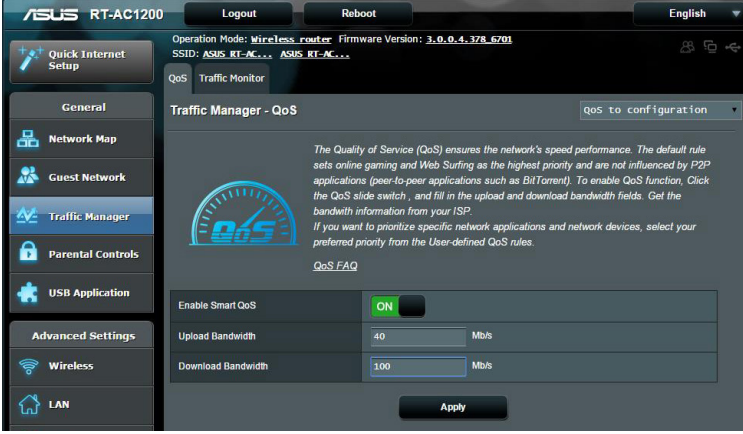 ASUS RT-AC1200
Logout
Reboot
English
Quick Internet
Setup
Operation Mode: Wireless router Firmware Version: 3.0.0.4.378_6701
SSID: ASUS RT-AC... ASUS RT-AC...
QoS
Traffic Monitor
General
Network Map
Guest Network
Traffic Manager
Parental Controls
USB Application
Advanced Settings
Wireless
LAN
Traffic Manager - QoS
QoS to configuration
QoS
The Quality of Service (QoS) ensures the network's speed performance. The default rule
sets online gaming and Web Surfing as the highest priority and are not influenced by P2P
applications (peer-to-peer applications such as BitTorrent). To enable QoS function, Click
the QoS slide switch , and fill in the upload and download bandwidth fields. Get the
bandwith information from your ISP.
If you want to prioritize specific network applications and network devices, select your
preferred priority from the User-defined QoS rules.
QoS FAQ
Enable Smart QoS
ON
Upload Bandwidth
40
Mb/s
Download Bandwidth
100
Mb/s
Apply